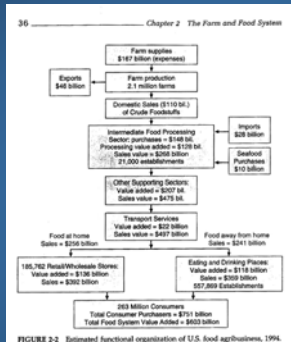 36
Chapter 2 The Farm and Food System
Farm supplies
$167 billion (expenses)
Exports
$46 billion
Farm production
2.1 million farms
Domestic Sales ($110 bil.)
of Crude Foodstuffs
Intermediate Food Processing
Sector: purchases = $148 bil.
Processing value added = $126 bil.
Sales value = $268 billion
21,000 establishments
Imports
$28 billion
Seafood
Purchases
$10 billion
Other Supporting Sectors:
Value added = $207 bil.
Sales value = $475 bil.
Transport Services
Value added = $22 billion
Sales value = $497 billion
Food at home
Sales = $256 billion
Food away from home
Sales = $241 billion
185,762 Retail/Wholesale Stores:
Value added = $136 billion
Sales = $392 billion
Eating and Drinking Places:
Value added = $118 billion
Sales = $359 billion
557,869 Establishments
263 Million Consumers
Total Consumer Purchasers = $751 billion
Total Food System Value Added = $603 billion
FIGURE 2-2 Estimated functional organization of U.S. food agribusiness, 1994.